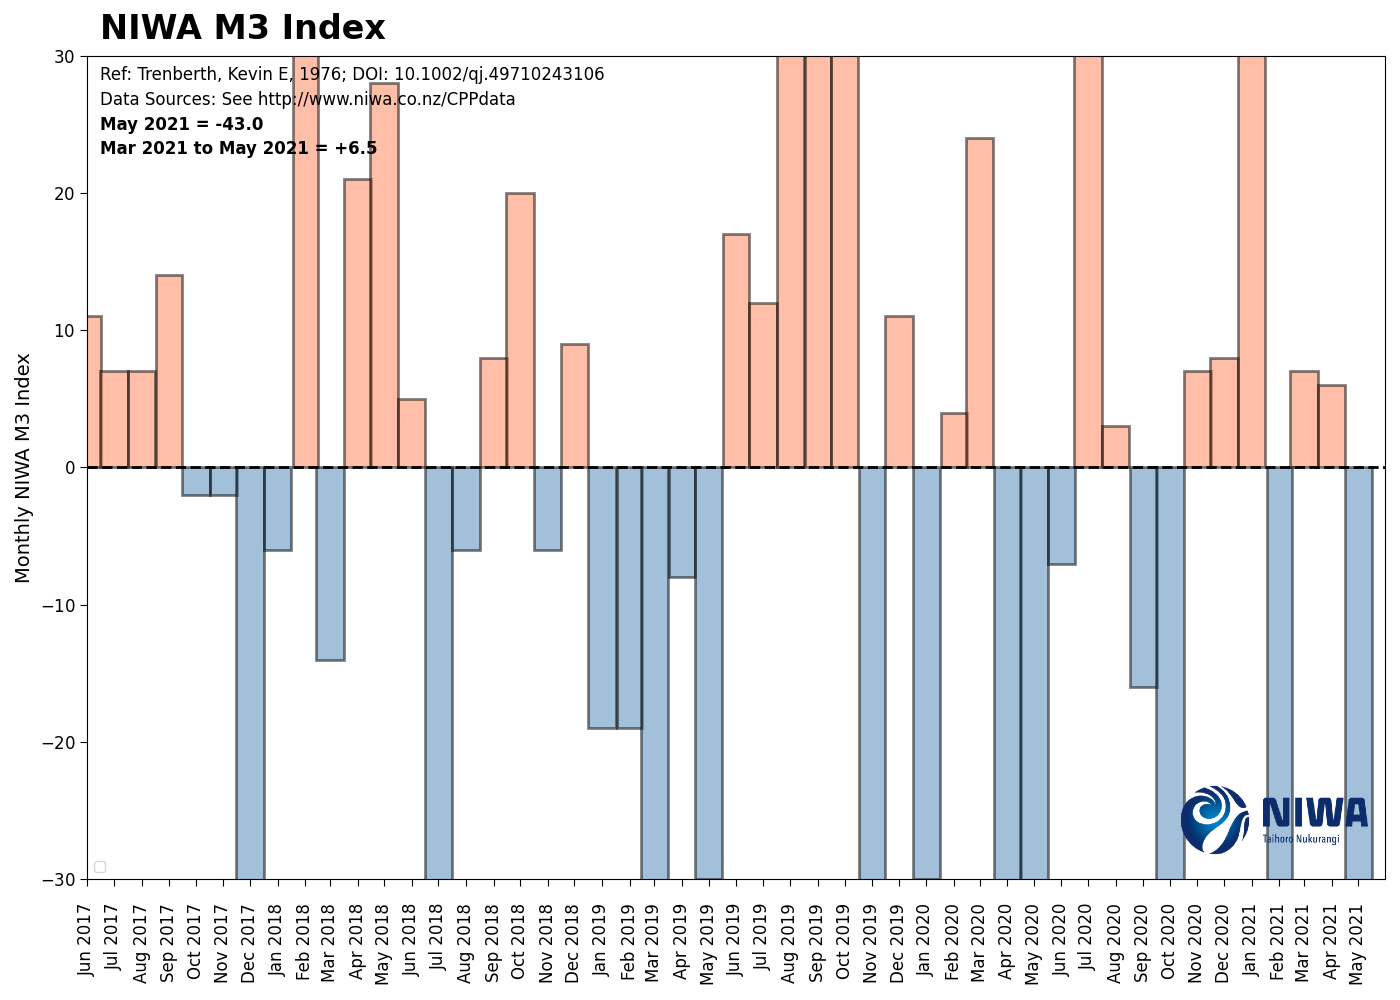 NIWA M3 Index
Ref: Trenberth, Kevin E, 1976; DOI: 10.1002/qj.49710243106
Data Sources: See http://www.niwa.co.nz/CPPdata
May 2021 = -43.0
Mar 2021 to May 2021 = +6.5
Monthly NIWA M3 Index
30
20
10
0
−10
−20
−30
NIWA
Taihoro Nukurangi
Jun 2017
Jul 2017
Aug 2017
Sep 2017
Oct 2017
Nov 2017
Dec 2017
Jan 2018
Feb 2018
Mar 2018
Apr 2018
May 2018
Jun 2018
Jul 2018
Aug 2018
Sep 2018
Oct 2018
Nov 2018
Dec 2018
Jan 2019
Feb 2019
Mar 2019
Apr 2019
May 2019
Jun 2019
Jul 2019
Aug 2019
Sep 2019
Oct 2019
Nov 2019
Dec 2019
Jan 2020
Feb 2020
Mar 2020
Apr 2020
May 2020
Jun 2020
Jul 2020
Aug 2020
Sep 2020
Oct 2020
Nov 2020
Dec 2020
Jan 2021
Feb 2021
Mar 2021
Apr 2021
May 2021